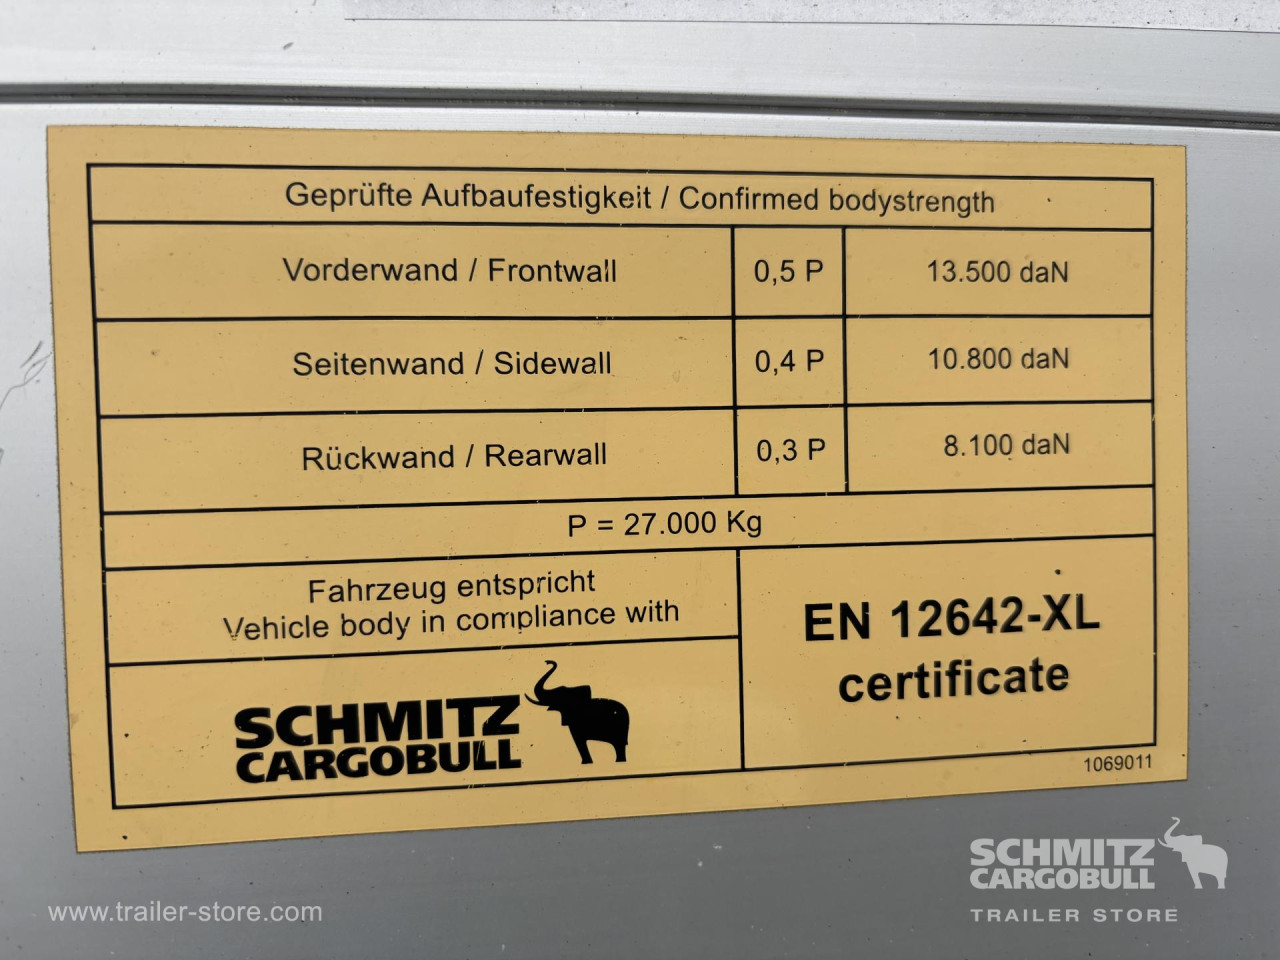 Geprüfte Aufbaufestigkeit / Confirmed bodystrength
Vorderwand / Frontwall 0,5 P 13.500 daN
Seitenwand / Sidewall 0,4 P 10.800 daN
Rückwand / Rearwall 0,3 P 8.100 daN
P = 27.000 Kg
Fahrzeug entspricht
Vehicle body in compliance with
EN 12642-XL
certificate
SCHMITZ
CARGOBULL
1069011
SCHMITZ
CARGOBULL
TRAILER STORE
www.trailer-store.com